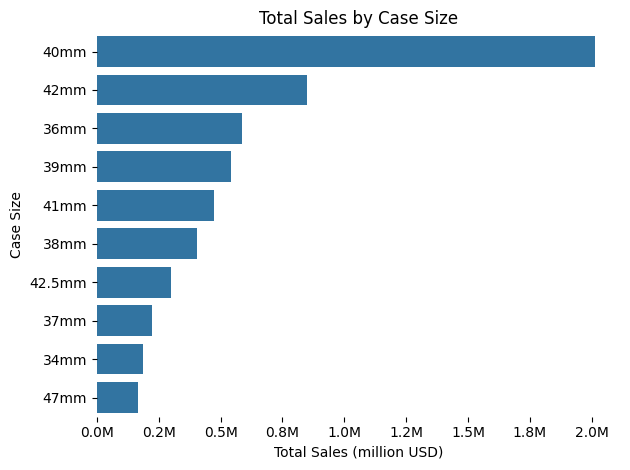 Total Sales by Case Size
40mm
42mm
36mm
39mm
41mm
38mm
42.5mm
37mm
34mm
47mm
Case Size
0.0M 0.2M 0.5M 0.8M 1.0M 1.2M 1.5M 1.8M 2.0M
Total Sales (million USD)